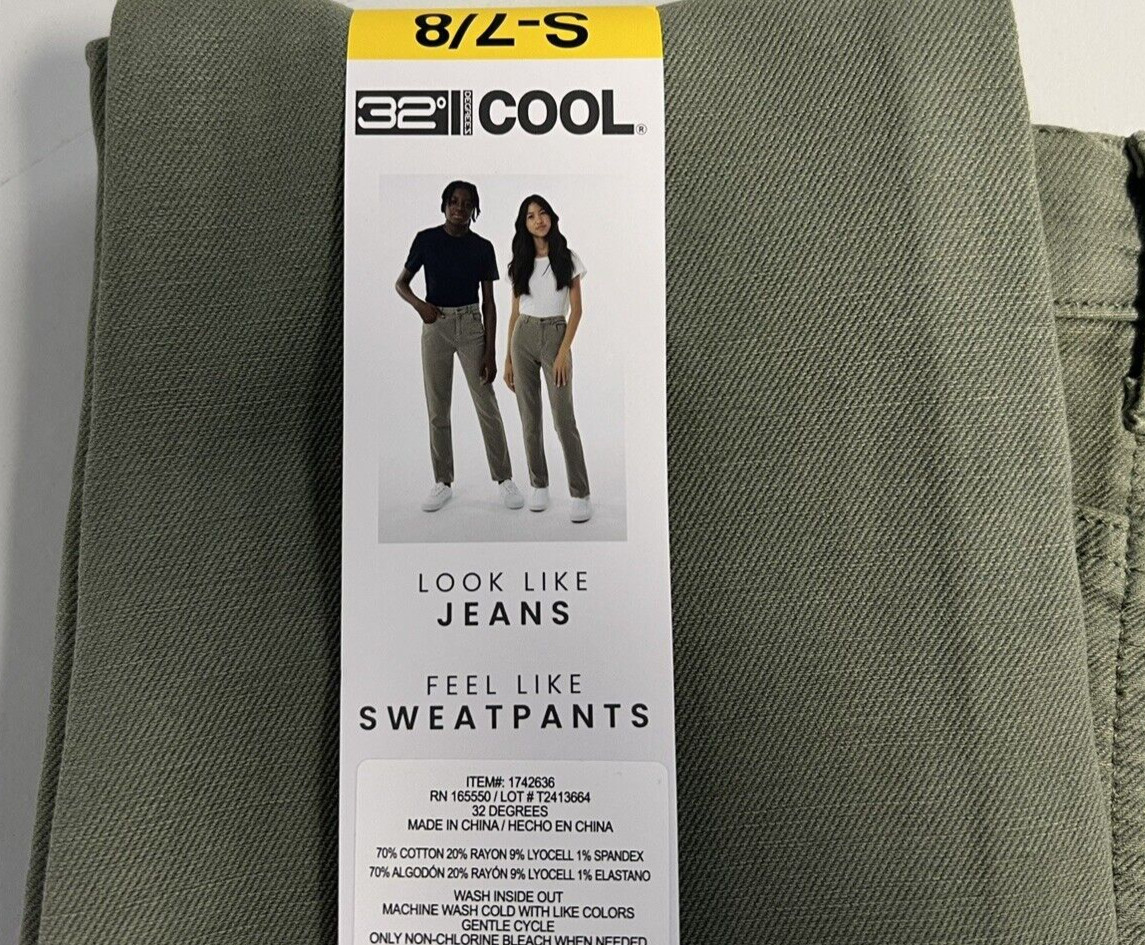 S-7/8
32° DEGREES COOL®
LOOK LIKE
JEANS
FEEL LIKE
SWEATPANTS
ITEM#: 1742636
RN 165550 / LOT # T2413664
32 DEGREES
MADE IN CHINA / HECHO EN CHINA
70% COTTON 20% RAYON 9% LYOCELL 1% SPANDEX
70% ALGODÓN 20% RAYÓN 9% LYOCELL 1% ELASTANO
WASH INSIDE OUT
MACHINE WASH COLD WITH LIKE COLORS
GENTLE CYCLE
ONLY NON-CHLORINE BLEACH WHEN NEEDED